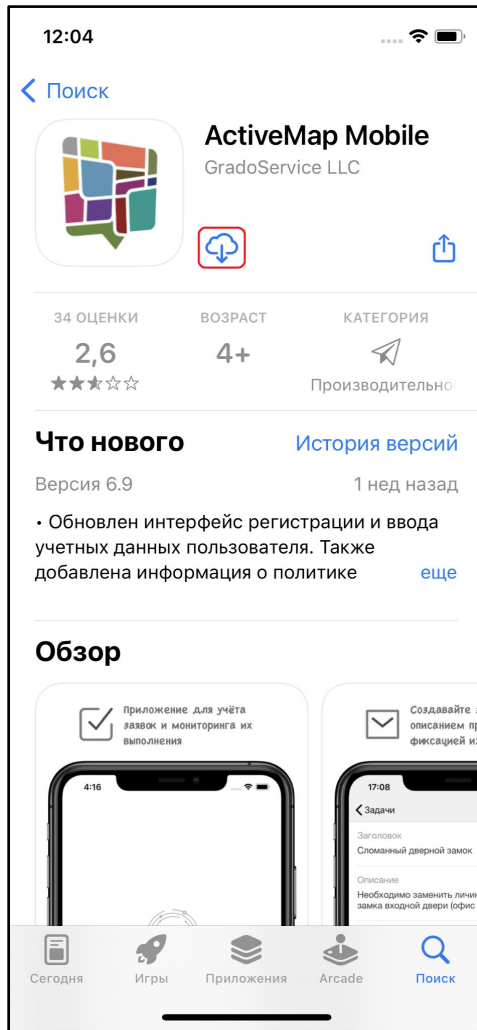 12:04
Поиск
ActiveMap Mobile
GradoService LLC
34 ОЦЕНКИ
ВОЗРАСТ
КАТЕГОРИЯ
2,6
4+
Производительно
Что нового
История версий
Версия 6.9
1 нед назад
• Обновлен интерфейс регистрации и ввода
учетных данных пользователя. Также
добавлена информация о политике
еще
Обзор
Приложение для учёта
заявок и мониторинга их
выполнения
4:16
Создавайте
описанием
фиксацией
17:08
Задачи
Заголовок
Сломанный дверной замок
Описание
Необходимо заменить
замка входной двери (офис
Сегодня
Игры
Приложения
Arcade
Поиск